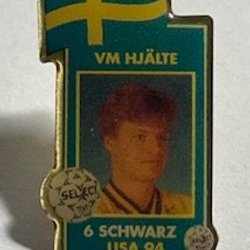 VM HJÄLTE
SELECT
6 SCHWARZ
USA 94